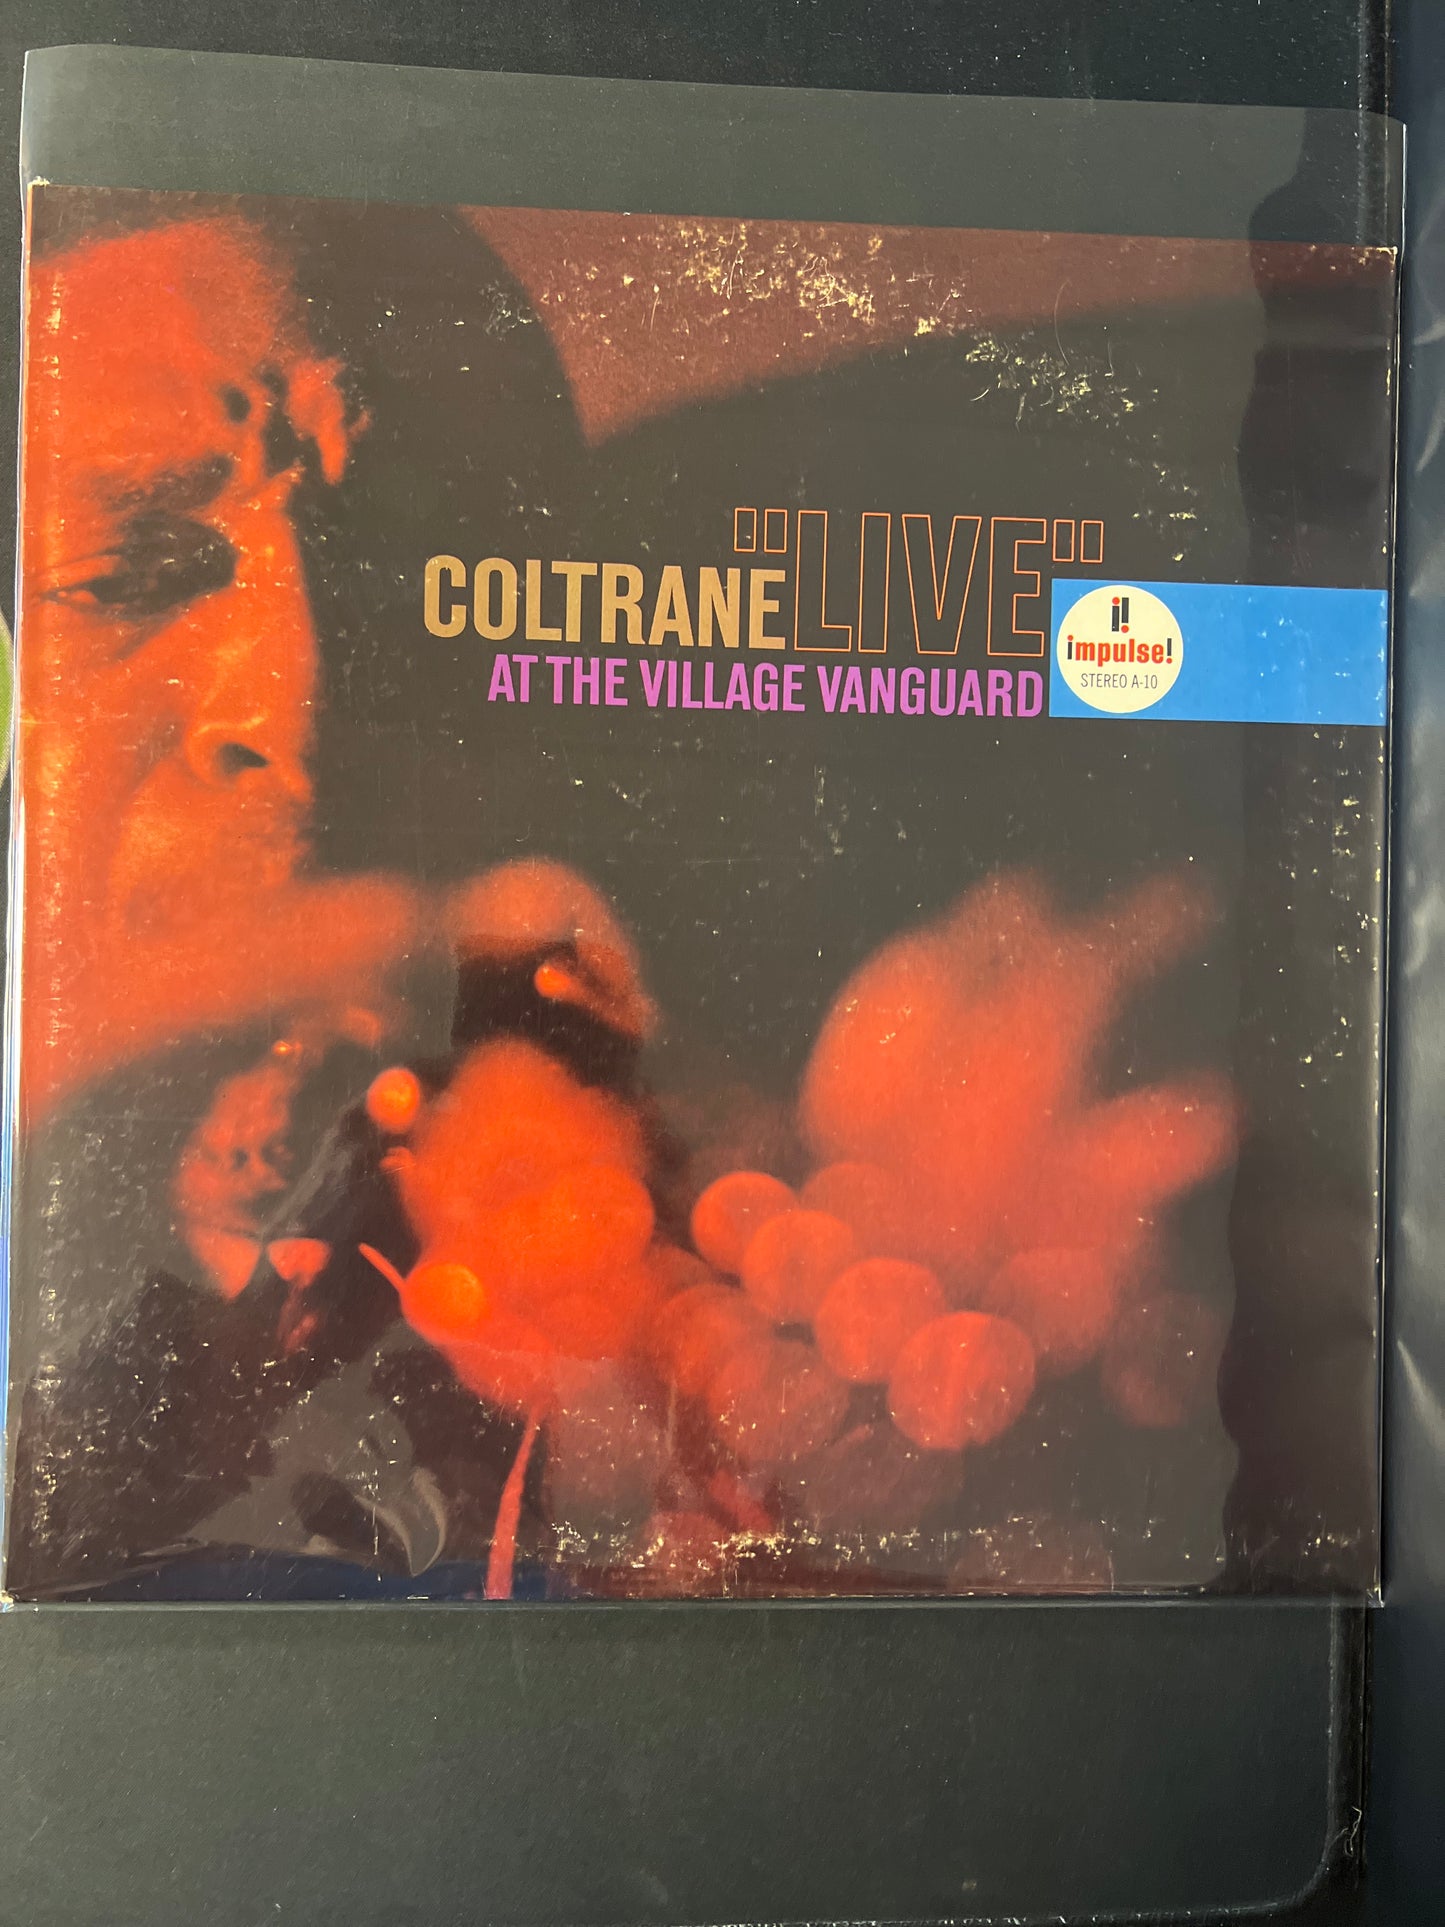 COLTRANE "LIVE"
AT THE VILLAGE VANGUARD
i!
impulse!
STEREO A-10